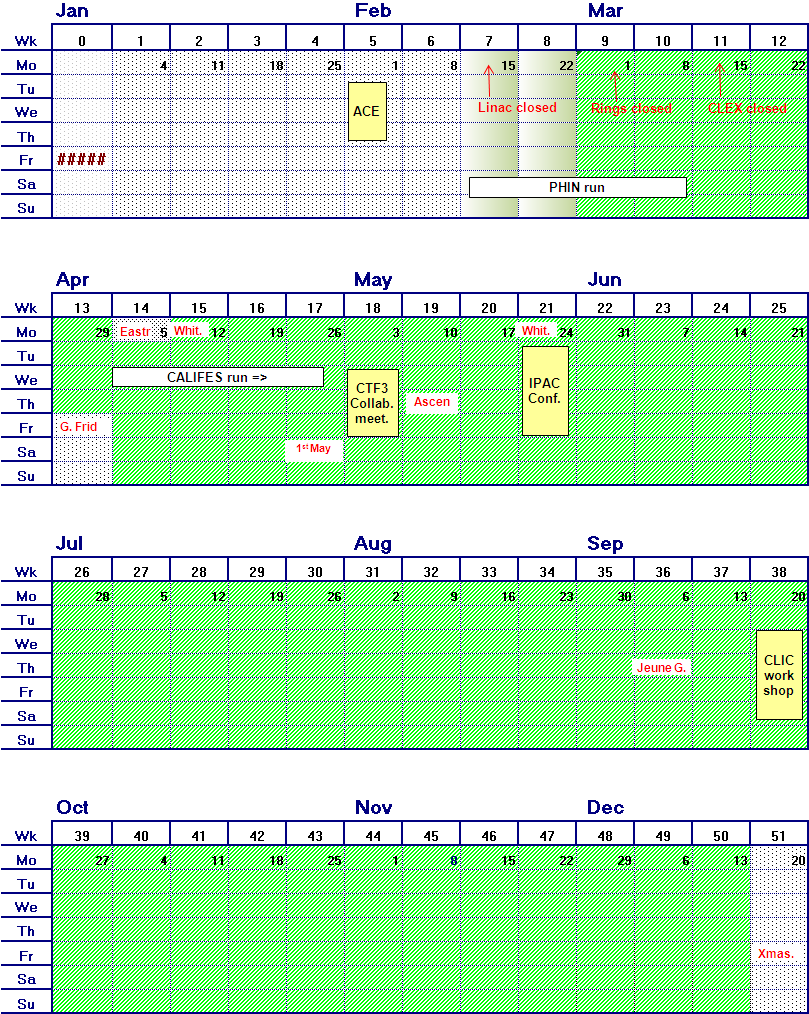 Jan Feb Mar
Wk 0 1 2 3 4 5 6 7 8 9 10 11 12
Mo 4 11 18 25 1 8 15 22 1 8 15 22
Tu
We ACE Linac closed Rings closed CLEX closed
Th
Fr #####
Sa PHIN run
Su
Apr May Jun
Wk 13 14 15 16 17 18 19 20 21 22 23 24 25
Mo 29 Eastr 5 Whit. 12 19 26 3 10 17 Whit. 24 31 7 14 21
Tu
We CALIFES run => CTF3 IPAC
Th Collab. Ascen Conf.
Fr G. Frid meet.
Sa 1st May
Su
Jul Aug Sep
Wk 26 27 28 29 30 31 32 33 34 35 36 37 38
Mo 28 5 12 19 26 2 9 16 23 30 6 13 20
Tu
We CLIC
Th Jeune G. work
Fr shop
Sa
Su
Oct Nov Dec
Wk 39 40 41 42 43 44 45 46 47 48 49 50 51
Mo 27 4 11 18 25 1 8 15 22 29 6 13 20
Tu
We
Th
Fr Xmas.
Sa
Su